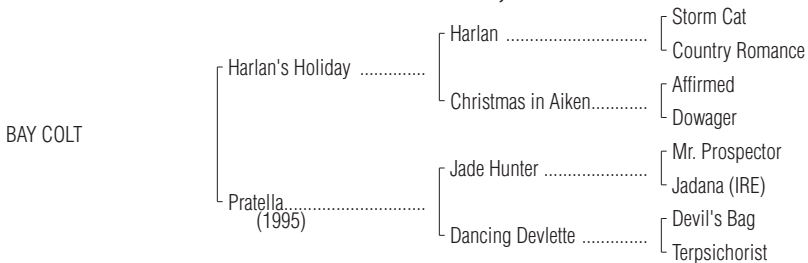 Storm Cat
Harlan ..............................
Country Romance
Harlan's Holiday ..............
Affirmed
Christmas in Aiken............
Dowager
BAY COLT
Mr. Prospector
Jade Hunter ......................
Jadana (IRE)
Pratella..............................
(1995)
Devil's Bag
Dancing Devlette ..............
Terpsichorist